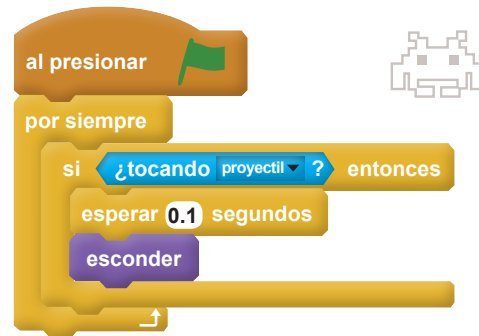 al presionar
por siempre
si ¿tocando proyectil ? entonces
esperar 0.1 segundos
esconder